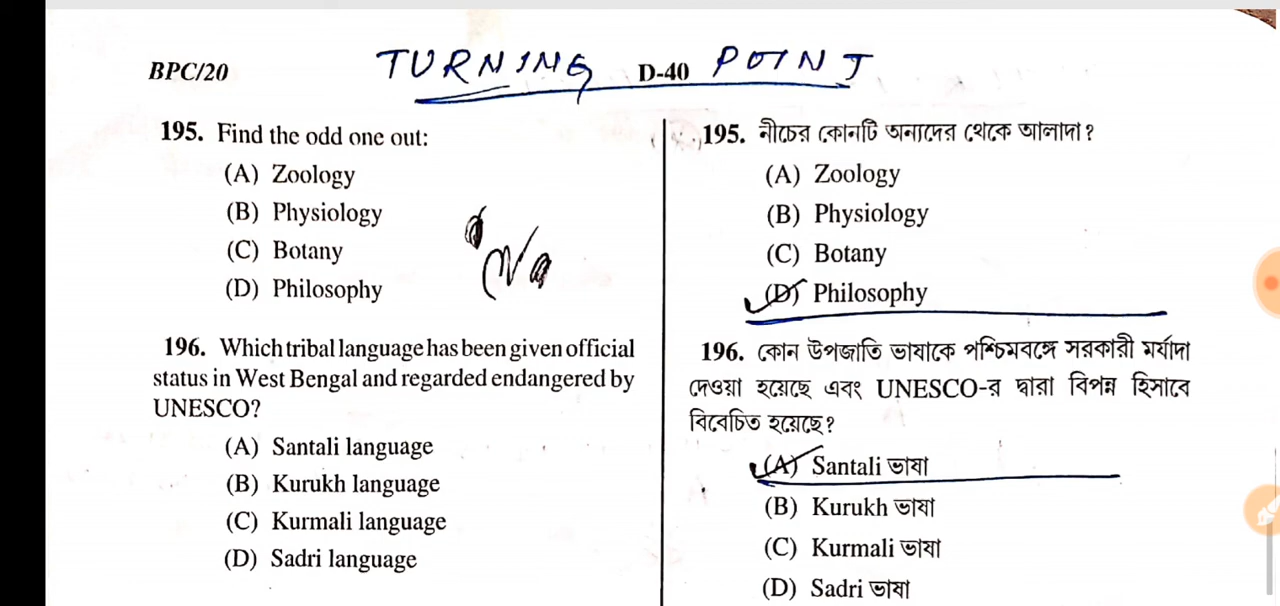 BPC/20
TURNING D-40 POINT
195. Find the odd one out:
(A) Zoology
(B) Physiology
(C) Botany
(D) Philosophy
196. Which tribal language has been given official
status in West Bengal and regarded endangered by
UNESCO?
(A) Santali language
(B) Kurukh language
(C) Kurmali language
(D) Sadri language
195. নীচের কোনটি অন্যদের থেকে আলাদা?
(A) Zoology
(B) Physiology
(C) Botany
(D) Philosophy
196. কোন উপজাতি ভাষাকে পশ্চিমবঙ্গে সরকারী মর্যাদা
দেওয়া হয়েছে এবং UNESCO-র দ্বারা বিপন্ন হিসাবে
বিবেচিত হয়েছে?
(A) Santali ভাষা
(B) Kurukh ভাষা
(C) Kurmali ভাষা
(D) Sadri ভাষা